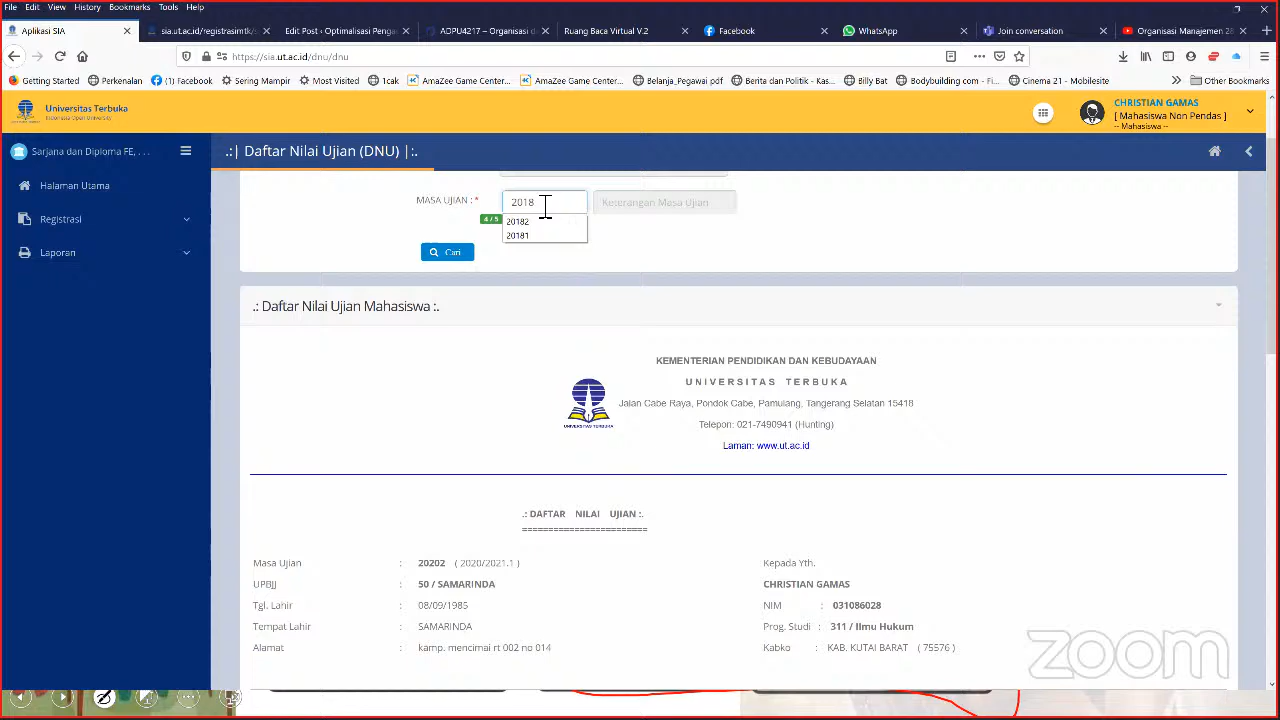 File Edit View History Bookmarks Tools Help
Aplikasi SIA
sia.ut.ac.id/registrasimtk/s
Edit Post ‹ Optimalisasi Pengan
ADPU4217 – Organisasi d
Ruang Baca Virtual V.2
Facebook
WhatsApp
Join conversation
Organisasi Manajemen 28
https://sia.ut.ac.id/dnu/dnu
Getting Started Perkenalan (1) Facebook Sering Mampir Most Visited 1cak AmaZee Game Center... AmaZee Game Center... Belanja_Pegawai Berita dan Politik - Kas... Billy Bat Bodybuilding.com - Fi... Cinema 21 - Mobilesite Other Bookmarks
Universitas Terbuka
Indonesia Open University
CHRISTIAN GAMAS
[ Mahasiswa Non Pendas ]
-- Mahasiswa --
Sarjana dan Diploma FE, . . .
.:| Daftar Nilai Ujian (DNU) |:.
Halaman Utama
Registrasi
Laporan
MASA UJIAN : * 2018 Keterangan Masa Ujian
4 / 5
20182
20181
Cari
.: Daftar Nilai Ujian Mahasiswa :.
KEMENTERIAN PENDIDIKAN DAN KEBUDAYAAN
U N I V E R S I T A S T E R B U K A
Jalan Cabe Raya, Pondok Cabe, Pamulang, Tangerang Selatan 15418
Telepon: 021-7490941 (Hunting)
Laman: www.ut.ac.id
UNIVERSITAS TERBUKA
.: DAFTAR NILAI UJIAN :.
========================
Masa Ujian : 20202 ( 2020/2021.1 )
UPBJJ : 50 / SAMARINDA
Tgl. Lahir : 08/09/1985
Tempat Lahir : SAMARINDA
Alamat : kamp. mencimai rt 002 no 014
Kepada Yth.
CHRISTIAN GAMAS
NIM : 031086028
Prog. Studi : 311 / Ilmu Hukum
Kabko : KAB. KUTAI BARAT ( 75576 )
zoom